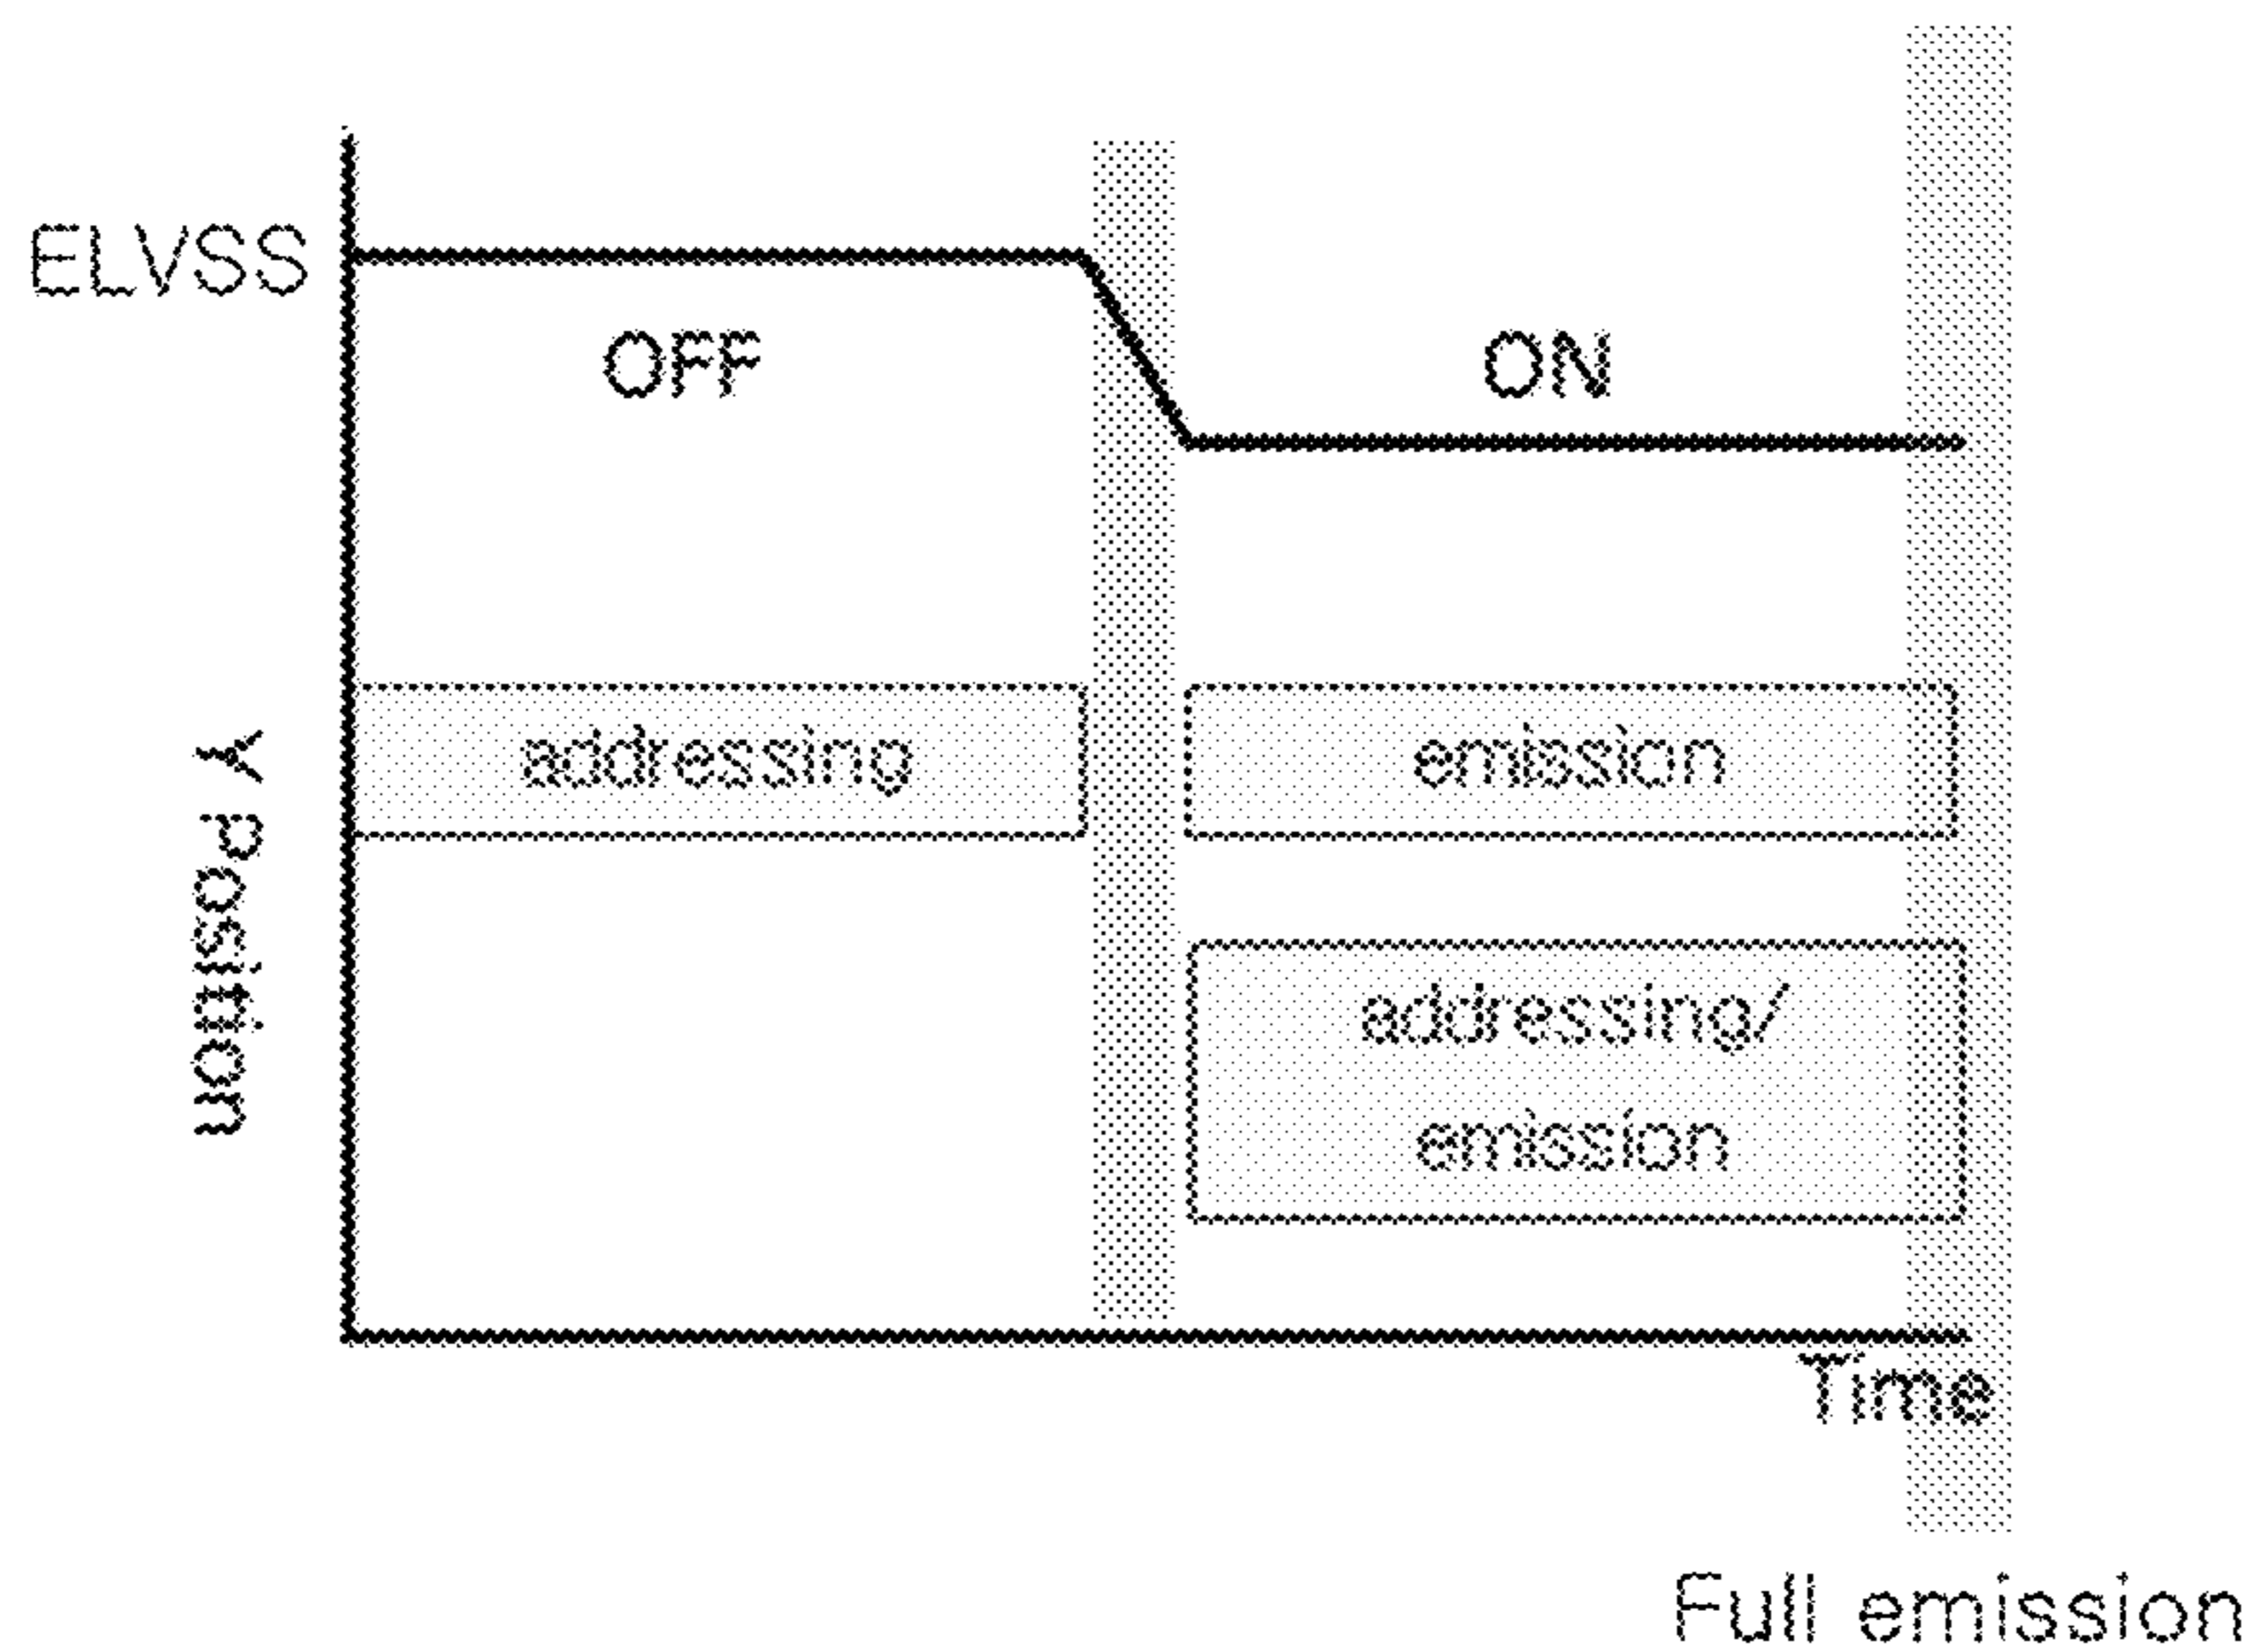 ELVSS
OFF
ON
Y Position
addressing
emission
addressing/
emission
Time
Full emission